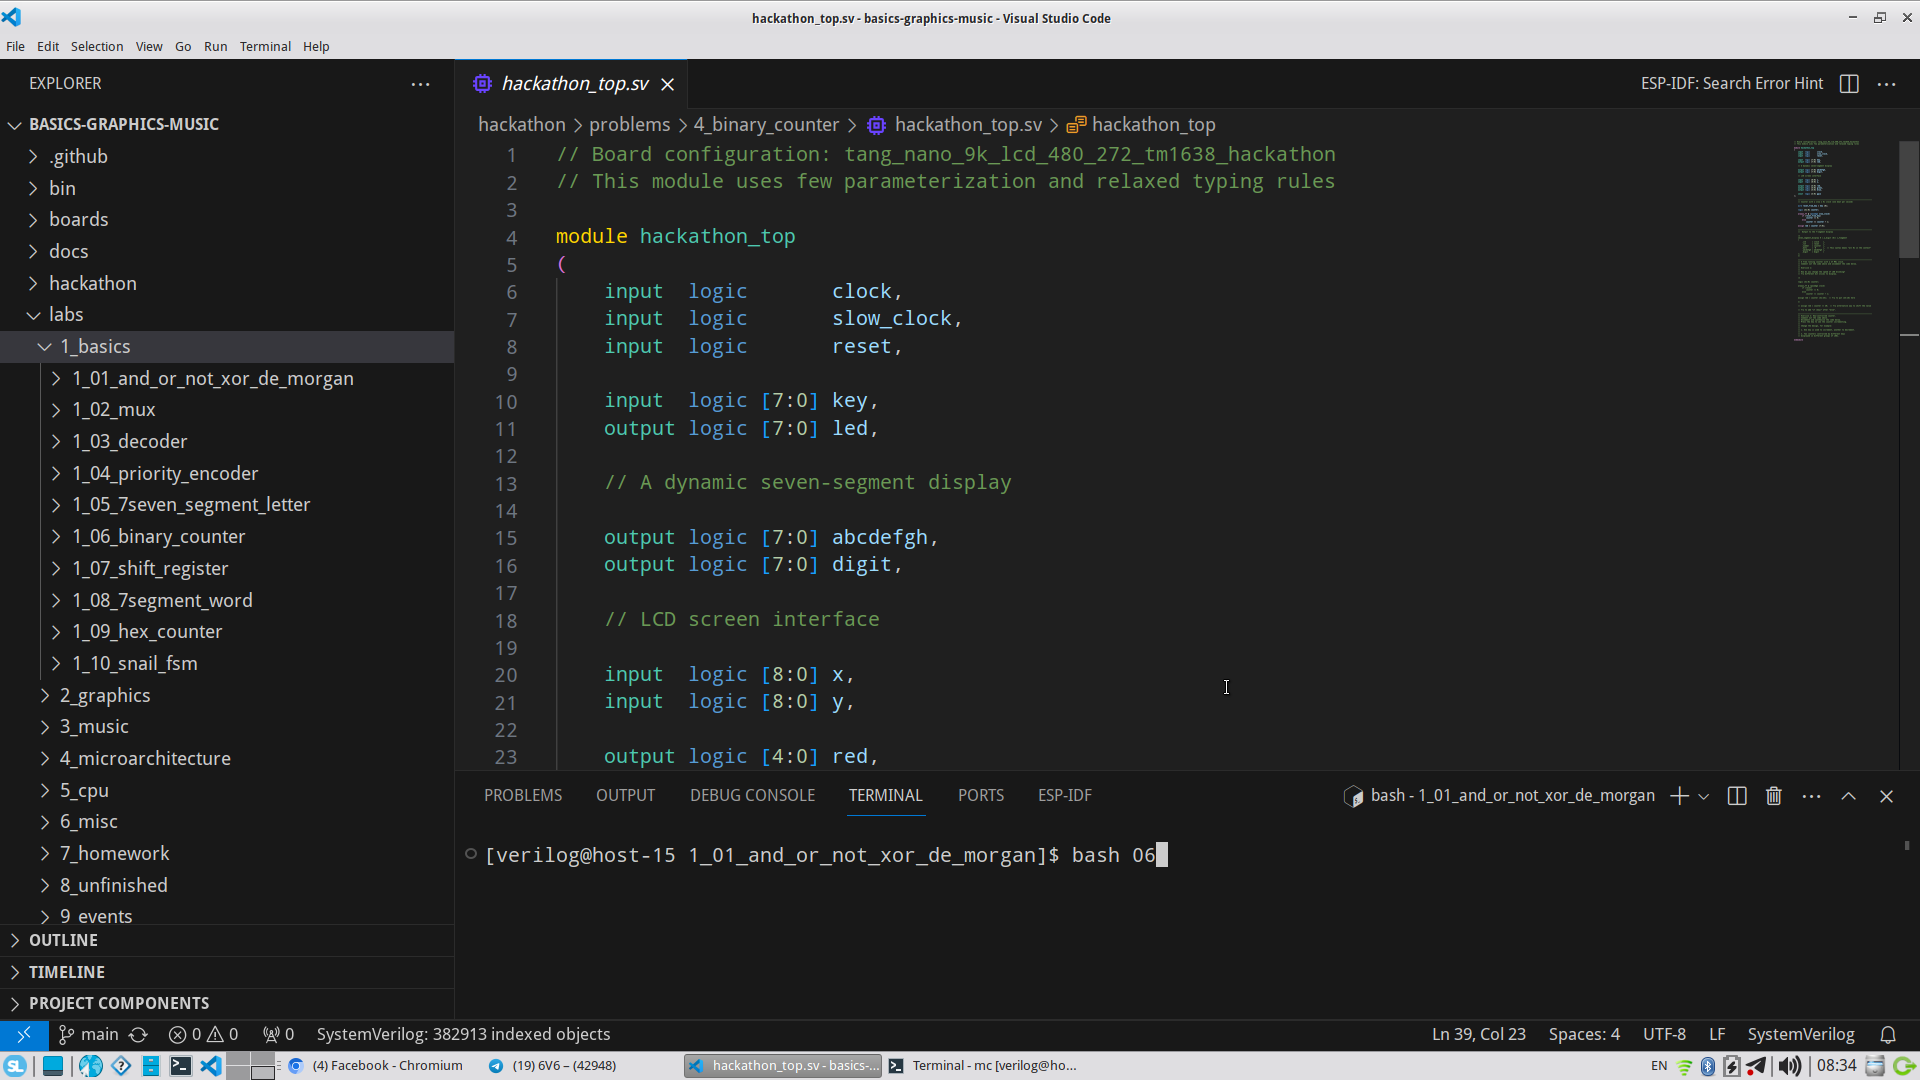 hackathon_top.sv - basics-graphics-music - Visual Studio Code
File Edit Selection View Go Run Terminal Help
EXPLORER
BASICS-GRAPHICS-MUSIC
.github
bin
boards
docs
hackathon
labs
1_basics
1_01_and_or_not_xor_de_morgan
1_02_mux
1_03_decoder
1_04_priority_encoder
1_05_7seven_segment_letter
1_06_binary_counter
1_07_shift_register
1_08_7segment_word
1_09_hex_counter
1_10_snail_fsm
2_graphics
3_music
4_microarchitecture
5_cpu
6_misc
7_homework
8_unfinished
9_events
OUTLINE
TIMELINE
PROJECT COMPONENTS
hackathon_top.sv
ESP-IDF: Search Error Hint
hackathon > problems > 4_binary_counter > hackathon_top.sv > hackathon_top
1 // Board configuration: tang_nano_9k_lcd_480_272_tm1638_hackathon
2 // This module uses few parameterization and relaxed typing rules
3
4 module hackathon_top
5 (
6 input logic clock,
7 input logic slow_clock,
8 input logic reset,
9
10 input logic [7:0] key,
11 output logic [7:0] led,
12
13 // A dynamic seven-segment display
14
15 output logic [7:0] abcdefgh,
16 output logic [7:0] digit,
17
18 // LCD screen interface
19
20 input logic [8:0] x,
21 input logic [8:0] y,
22
23 output logic [4:0] red,
PROBLEMS OUTPUT DEBUG CONSOLE TERMINAL PORTS ESP-IDF
bash - 1_01_and_or_not_xor_de_morgan
[verilog@host-15 1_01_and_or_not_xor_de_morgan]$ bash 06
main 0 0 0 SystemVerilog: 382913 indexed objects
Ln 39, Col 23 Spaces: 4 UTF-8 LF SystemVerilog
SL
(4) Facebook - Chromium
(19) 6V6 – (42948)
hackathon_top.sv - basics-...
Terminal - mc [verilog@ho...
EN
08:34